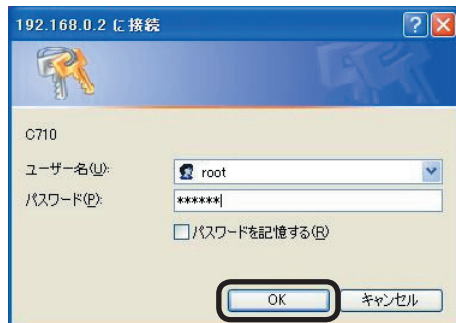 192.168.0.2 に接続
C710
ユーザー名(U):
root
パスワード(P):
******
パスワードを記憶する(R)
OK
キャンセル